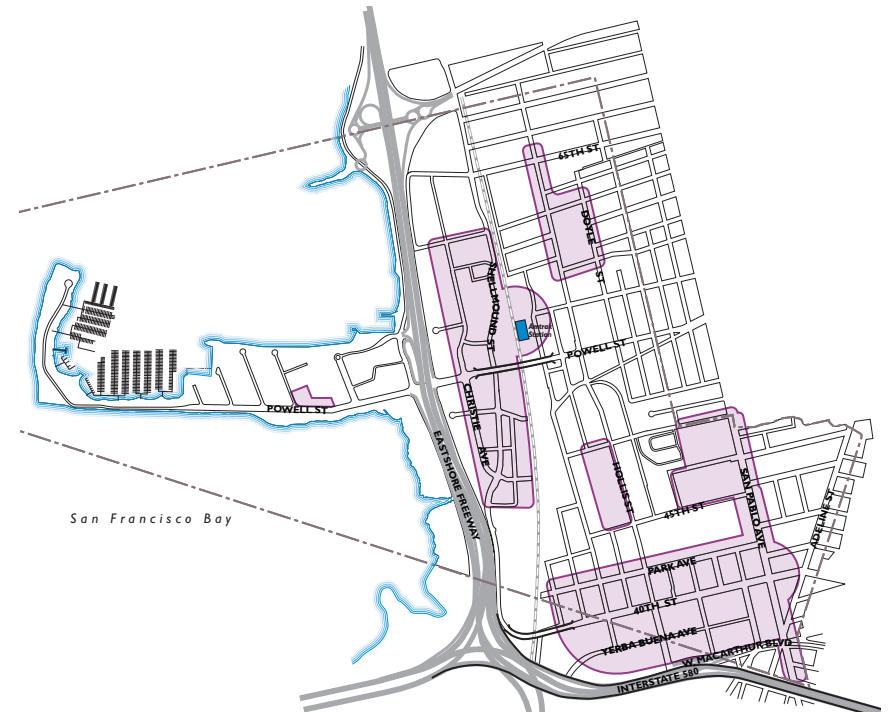 65TH ST
DOYLE ST
SHELLMOUND ST
Amtrak
Station
POWELL ST
CHRISTIE AVE
POWELL ST
EASTSHORE FREEWAY
HOLLIS ST
SAN PABLO AVE
ADELINE ST
45TH ST
San Francisco Bay
PARK AVE
40TH ST
YERBA BUENA AVE
W MACARTHUR BLVD
INTERSTATE 580